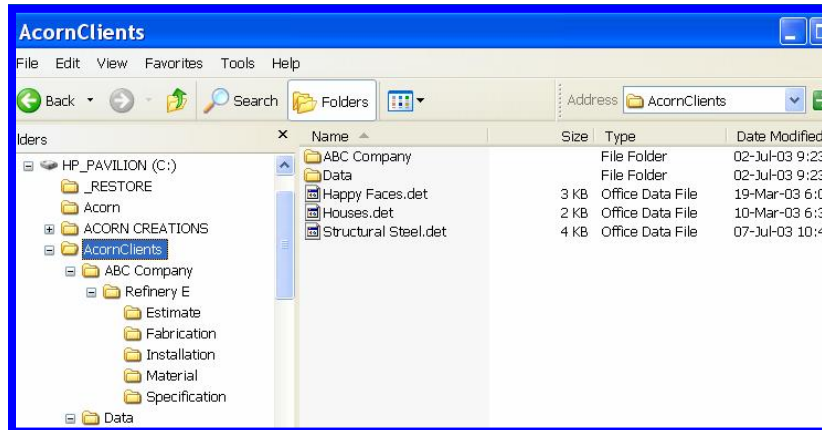 AcornClients
File Edit View Favorites Tools Help
Back Search Folders Address AcornClients
lders × Name Size Type Date Modified
HP_PAVILION (C:)
_RESTORE
Acorn
ACORN CREATIONS
AcornClients
ABC Company
Refinery E
Estimate
Fabrication
Installation
Material
Specification
Data
ABC Company File Folder 02-Jul-03 9:23
Data File Folder 02-Jul-03 9:23
Happy Faces.det 3 KB Office Data File 19-Mar-03 6:0
Houses.det 2 KB Office Data File 10-Mar-03 6:3
Structural Steel.det 4 KB Office Data File 07-Jul-03 10:4